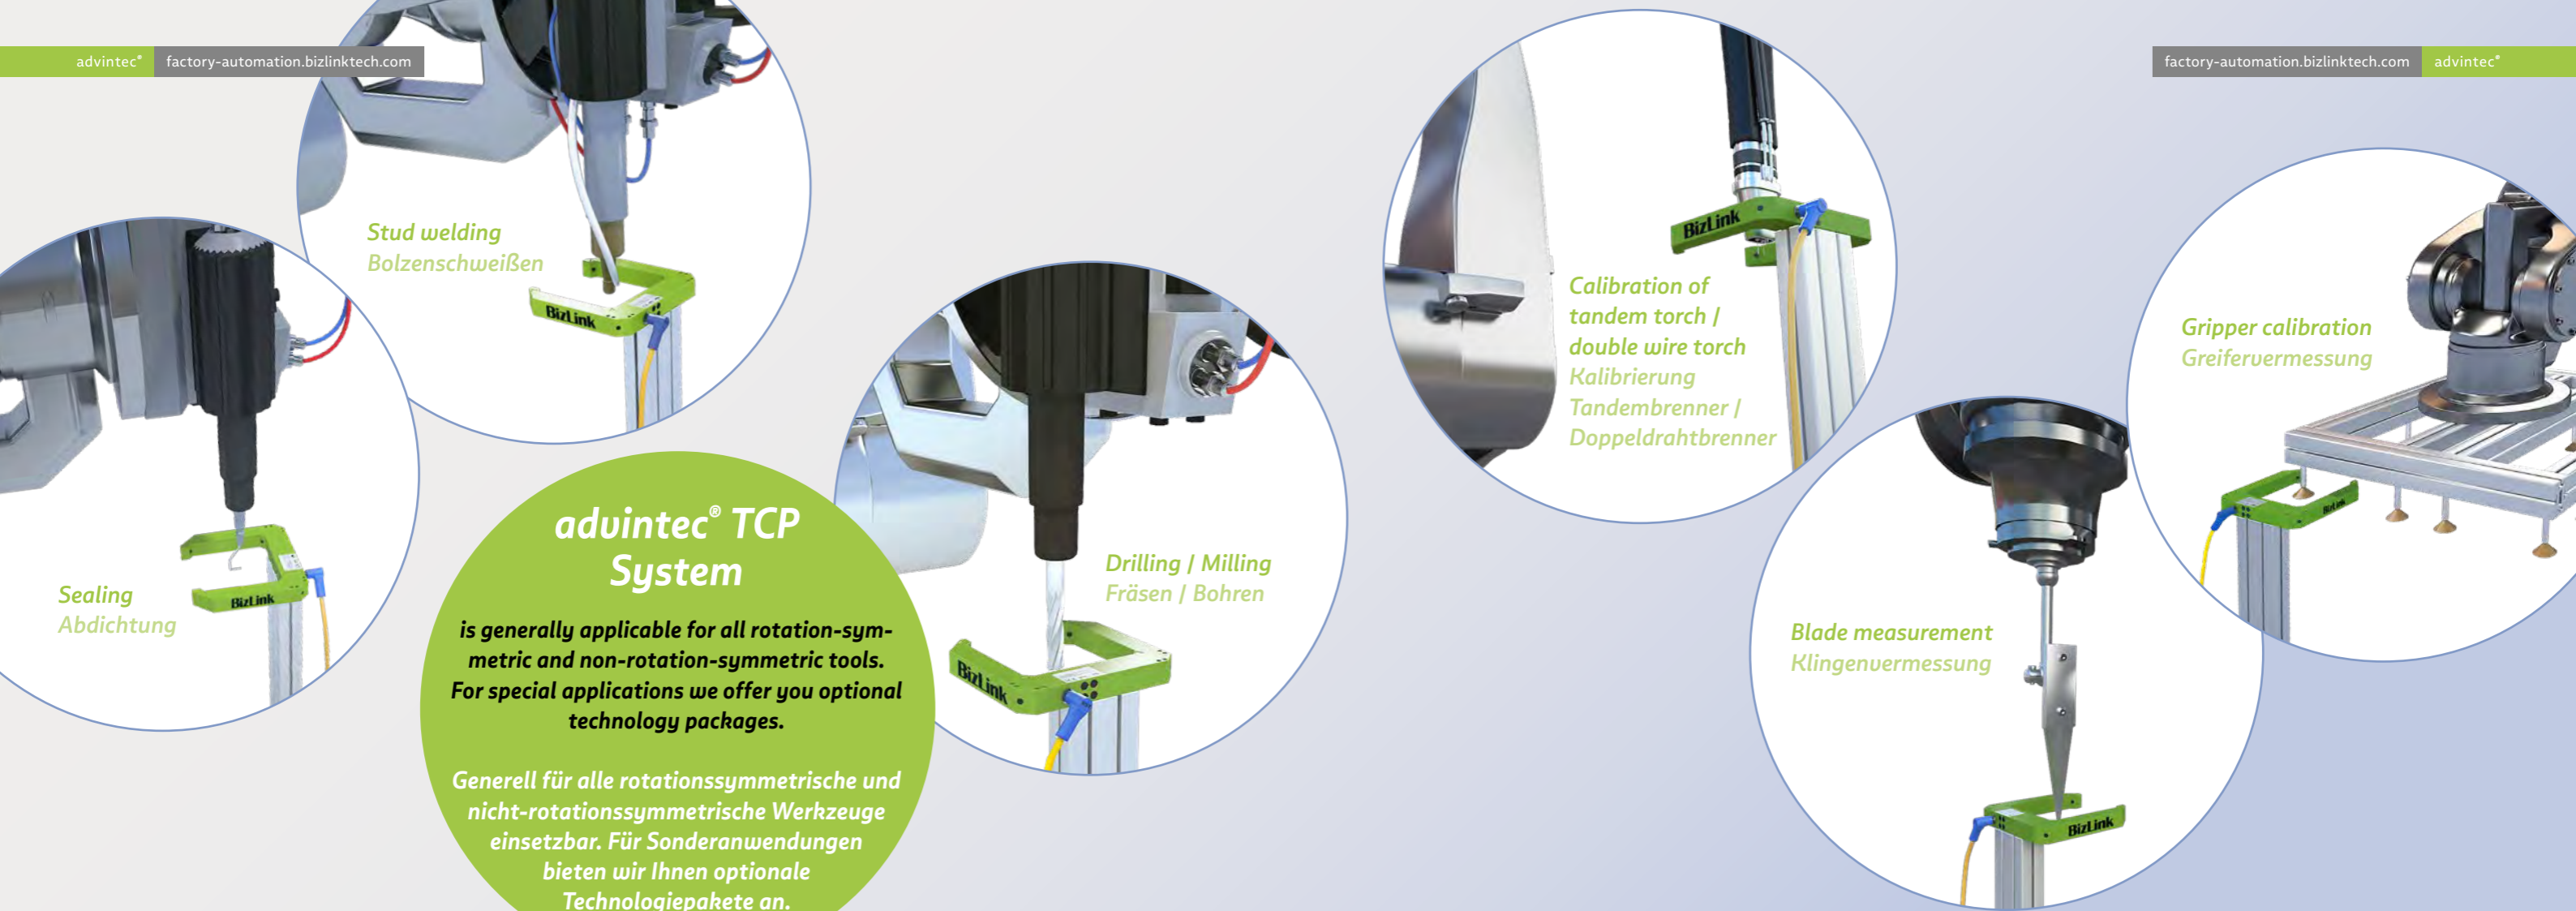 advintec® factory-automation.bizlinktech.com
factory-automation.bizlinktech.com advintec®
Stud welding
Bolzenschweißen
BizLink
Sealing
Abdichtung
BizLink
advintec® TCP
System
is generally applicable for all rotation-sym-
metric and non-rotation-symmetric tools.
For special applications we offer you optional
technology packages.
Generell für alle rotationssymmetrische und
nicht-rotationssymmetrische Werkzeuge
einsetzbar. Für Sonderanwendungen
bieten wir Ihnen optionale
Technologiepakete an.
Drilling / Milling
Fräsen / Bohren
BizLink
BizLink
Calibration of
tandem torch /
double wire torch
Kalibrierung
Tandembrenner /
Doppeldrahtbrenner
Blade measurement
Klingenvermessung
BizLink
Gripper calibration
Greifervermessung
BizLink